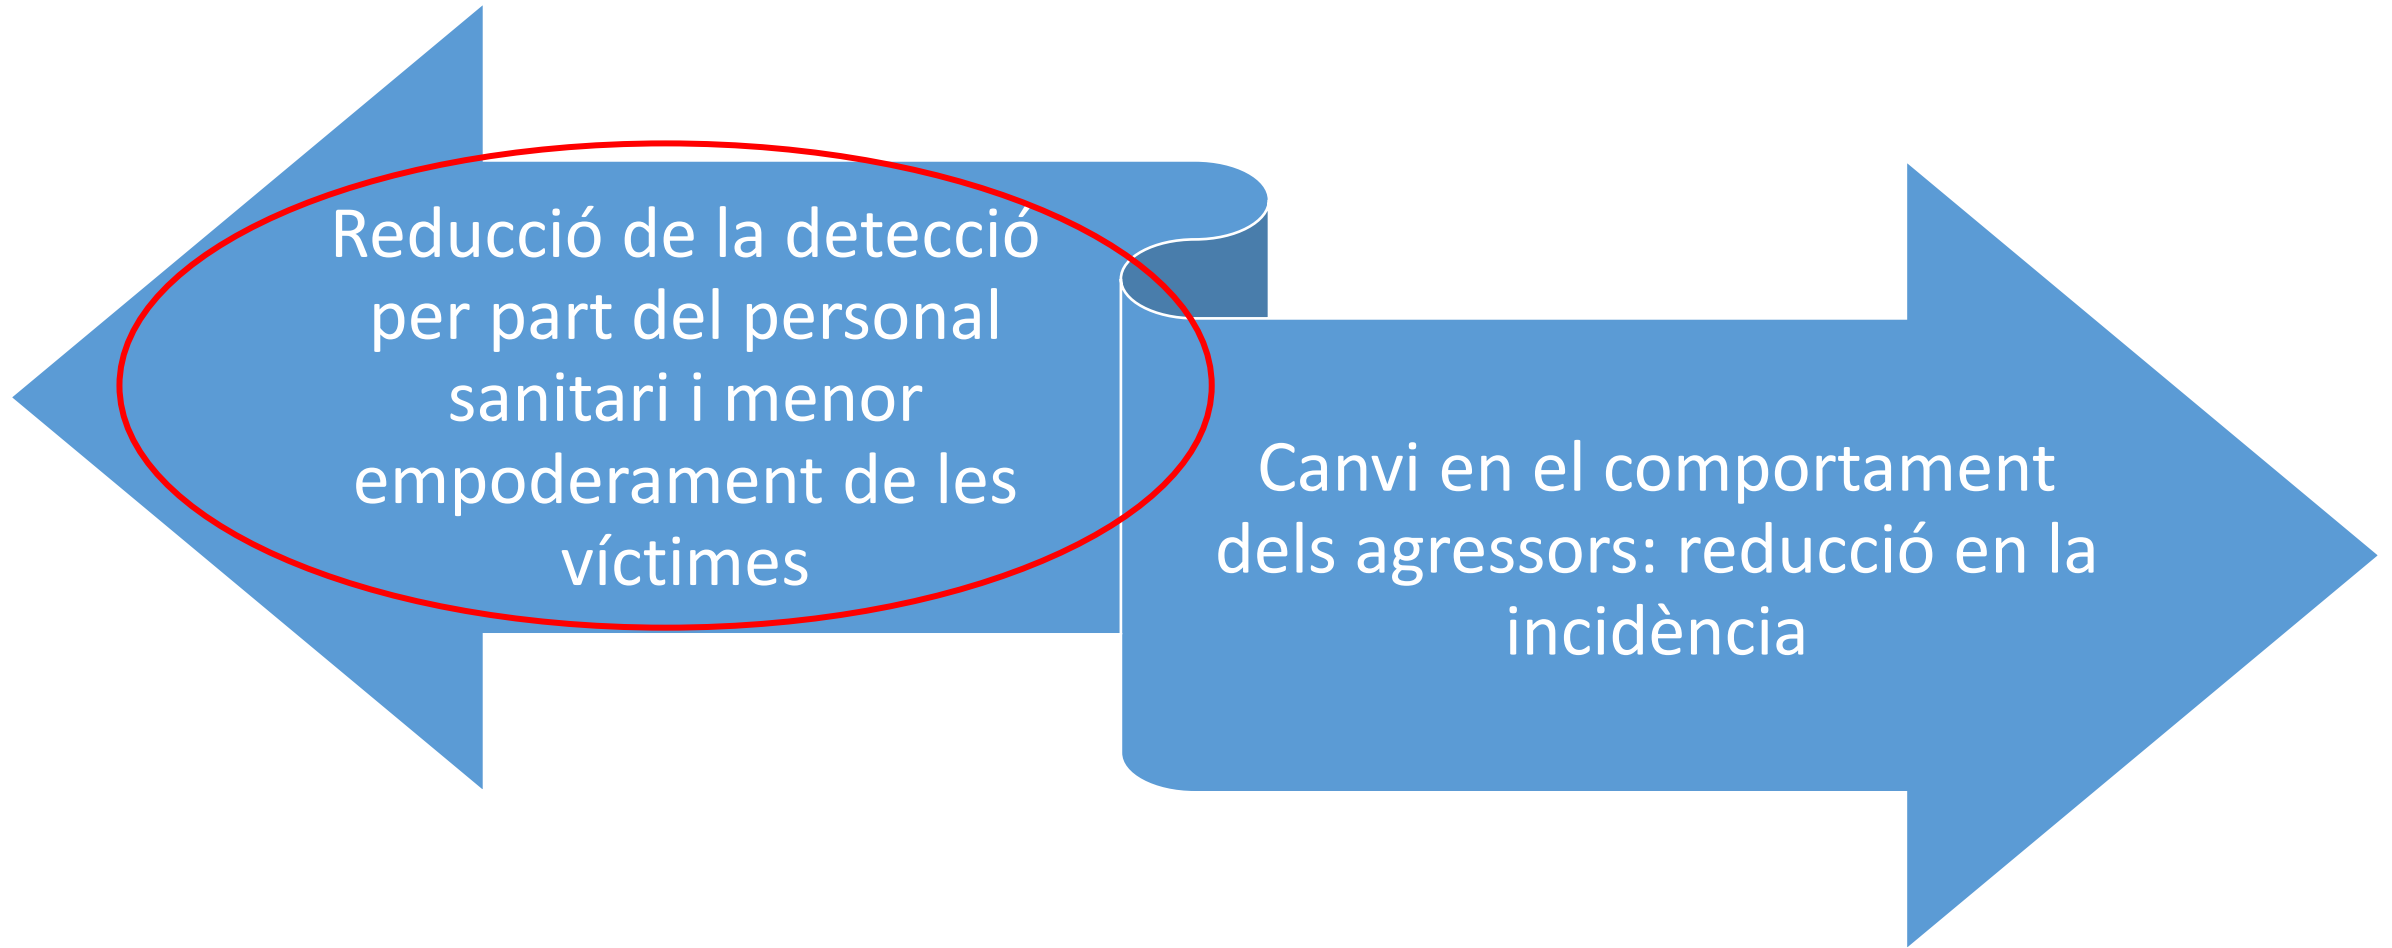 Reducció de la detecció
per part del personal
sanitari i menor
empoderament de les
víctimes
Canvi en el comportament
dels agressors: reducció en la
incidència